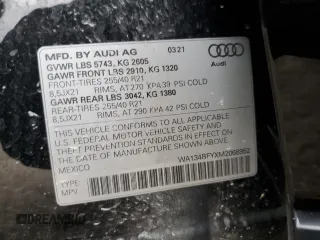 MFD. BY AUDI AG 03/21
Audi
GVWR LBS 5743, KG 2605
GAWR FRONT LBS 2910, KG 1320
FRONT-TIRES 255/40 R21
8,5JX21 RIMS, AT 270 KPA 39 PSI COLD
GAWR REAR LBS 3042, KG 1380
REAR-TIRES 255/40 R21
8,5JX21 RIMS, AT 290 KPA 42 PSI COLD
THIS VEHICLE CONFORMS TO ALL APPLICABLE
U.S. FEDERAL MOTOR VEHICLE SAFETY
BUMPER AND THEFT PREVENTION STANDARDS
IN EFFECT ON THE DATE OF MANUFACTURE
SHOWN ABOVE
MEXICO
TYPE:
MPV